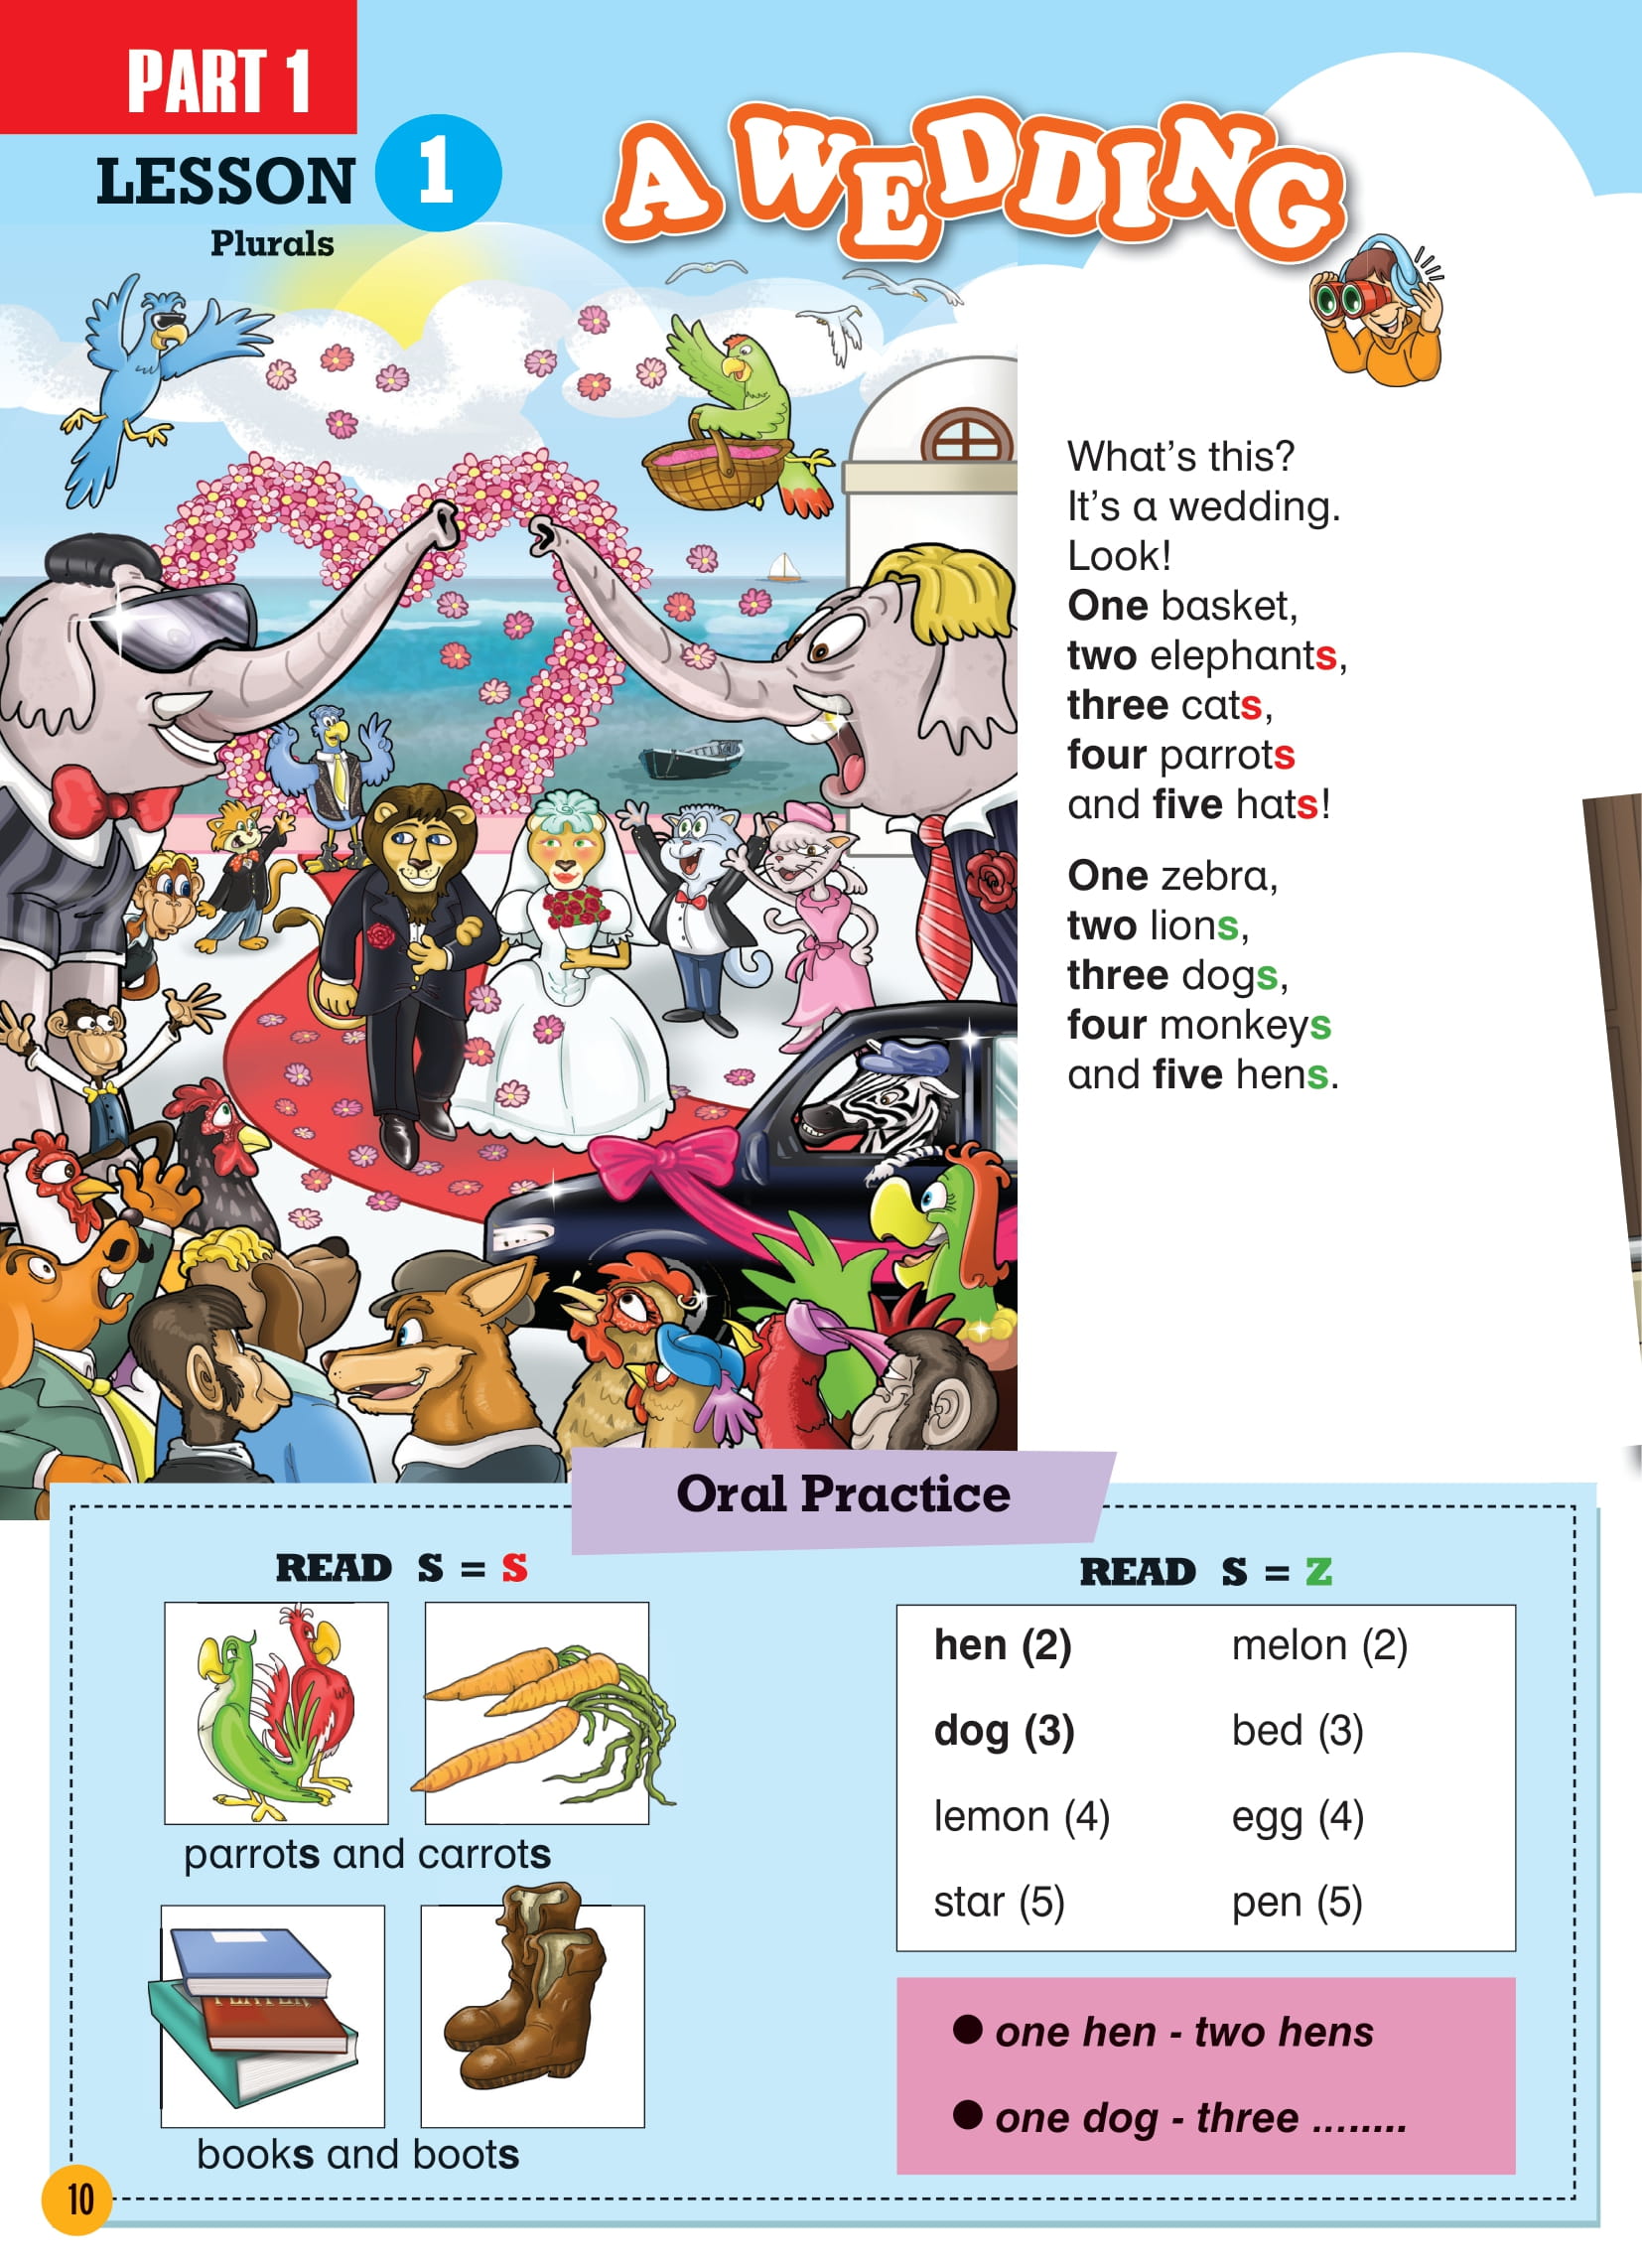 PART 1
LESSON 1
Plurals
A WEDDING
What's this?
It's a wedding.
Look!
One basket,
two elephants,
three cats,
four parrots
and five hats!
One zebra,
two lions,
three dogs,
four monkeys
and five hens.
Oral Practice
READ S = S
parrots and carrots
books and boots
READ S = Z
hen (2) melon (2)
dog (3) bed (3)
lemon (4) egg (4)
star (5) pen (5)
● one hen - two hens
● one dog - three ........
10